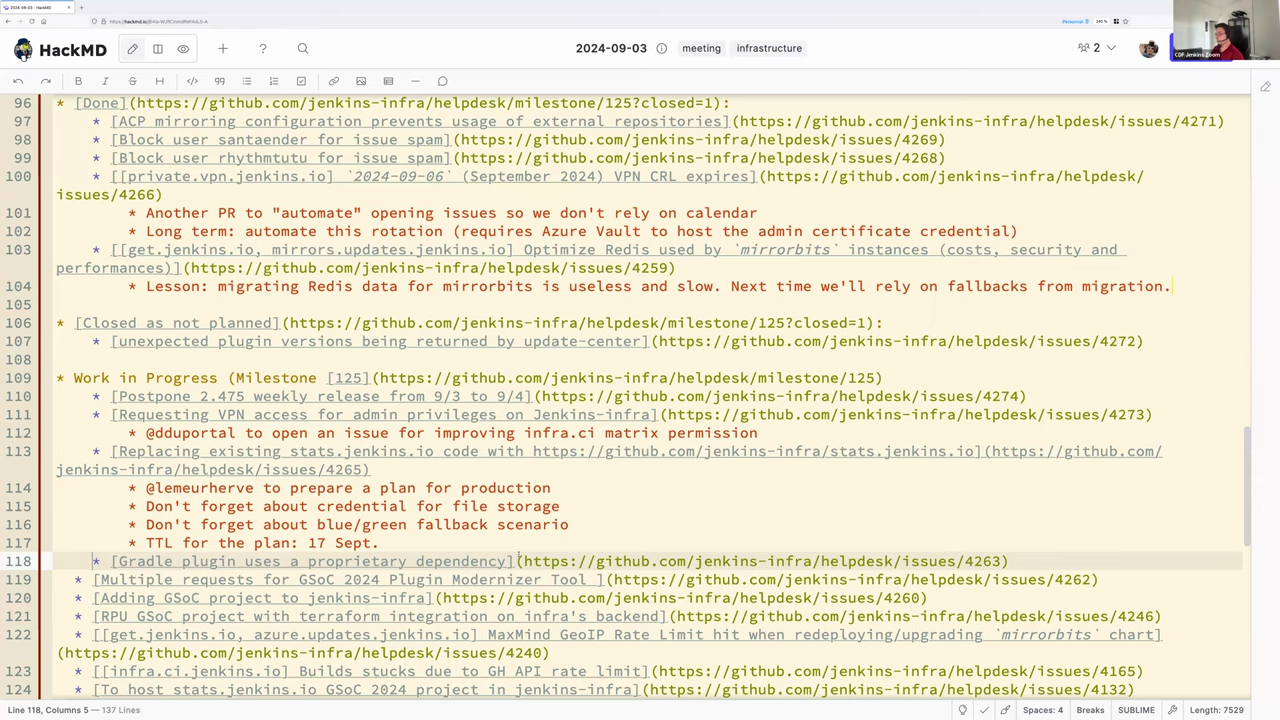 2024-09-03
https://hackmd.io/
Personal
240 %
HackMD
2024-09-03
meeting
infrastructure
2
CDF Jenkins Zoom
B I S H
96 * [Done](https://github.com/jenkins-infra/helpdesk/milestone/125?closed=1):
97 * [ACP mirroring configuration prevents usage of external repositories](https://github.com/jenkins-infra/helpdesk/issues/4271)
98 * [Block user santaender for issue spam](https://github.com/jenkins-infra/helpdesk/issues/4269)
99 * [Block user rhythmtutu for issue spam](https://github.com/jenkins-infra/helpdesk/issues/4268)
100 * [[private.vpn.jenkins.io] `2024-09-06` (September 2024) VPN CRL expires](https://github.com/jenkins-infra/helpdesk/
issues/4266)
101 * Another PR to "automate" opening issues so we don't rely on calendar
102 * Long term: automate this rotation (requires Azure Vault to host the admin certificate credential)
103 * [[get.jenkins.io, mirrors.updates.jenkins.io] Optimize Redis used by `mirrorbits` instances (costs, security and
performances)](https://github.com/jenkins-infra/helpdesk/issues/4259)
104 * Lesson: migrating Redis data for mirrorbits is useless and slow. Next time we'll rely on fallbacks from migration.
105
106 * [Closed as not planned](https://github.com/jenkins-infra/helpdesk/milestone/125?closed=1):
107 * [unexpected plugin versions being returned by update-center](https://github.com/jenkins-infra/helpdesk/issues/4272)
108
109 * Work in Progress (Milestone [125](https://github.com/jenkins-infra/helpdesk/milestone/125)
110 * [Postpone 2.475 weekly release from 9/3 to 9/4](https://github.com/jenkins-infra/helpdesk/issues/4274)
111 * [Requesting VPN access for admin privileges on Jenkins-infra](https://github.com/jenkins-infra/helpdesk/issues/4273)
112 * @dduportal to open an issue for improving infra.ci matrix permission
113 * [Replacing existing stats.jenkins.io code with https://github.com/jenkins-infra/stats.jenkins.io](https://github.com/
jenkins-infra/helpdesk/issues/4265)
114 * @lemeurherve to prepare a plan for production
115 * Don't forget about credential for file storage
116 * Don't forget about blue/green fallback scenario
117 * TTL for the plan: 17 Sept.
118 * [Gradle plugin uses a proprietary dependency](https://github.com/jenkins-infra/helpdesk/issues/4263)
119 * [Multiple requests for GSoC 2024 Plugin Modernizer Tool ](https://github.com/jenkins-infra/helpdesk/issues/4262)
120 * [Adding GSoC project to jenkins-infra](https://github.com/jenkins-infra/helpdesk/issues/4260)
121 * [RPU GSoC project with terraform integration on infra's backend](https://github.com/jenkins-infra/helpdesk/issues/4246)
122 * [[get.jenkins.io, azure.updates.jenkins.io] MaxMind GeoIP Rate Limit hit when redeploying/upgrading `mirrorbits` chart]
(https://github.com/jenkins-infra/helpdesk/issues/4240)
123 * [[infra.ci.jenkins.io] Builds stucks due to GH API rate limit](https://github.com/jenkins-infra/helpdesk/issues/4165)
124 * [To host stats.jenkins.io GSoC 2024 project in jenkins-infra](https://github.com/jenkins-infra/helpdesk/issues/4132)
Line 118, Columns 5 — 137 Lines
Spaces: 4
Breaks
SUBLIME
Length: 7529